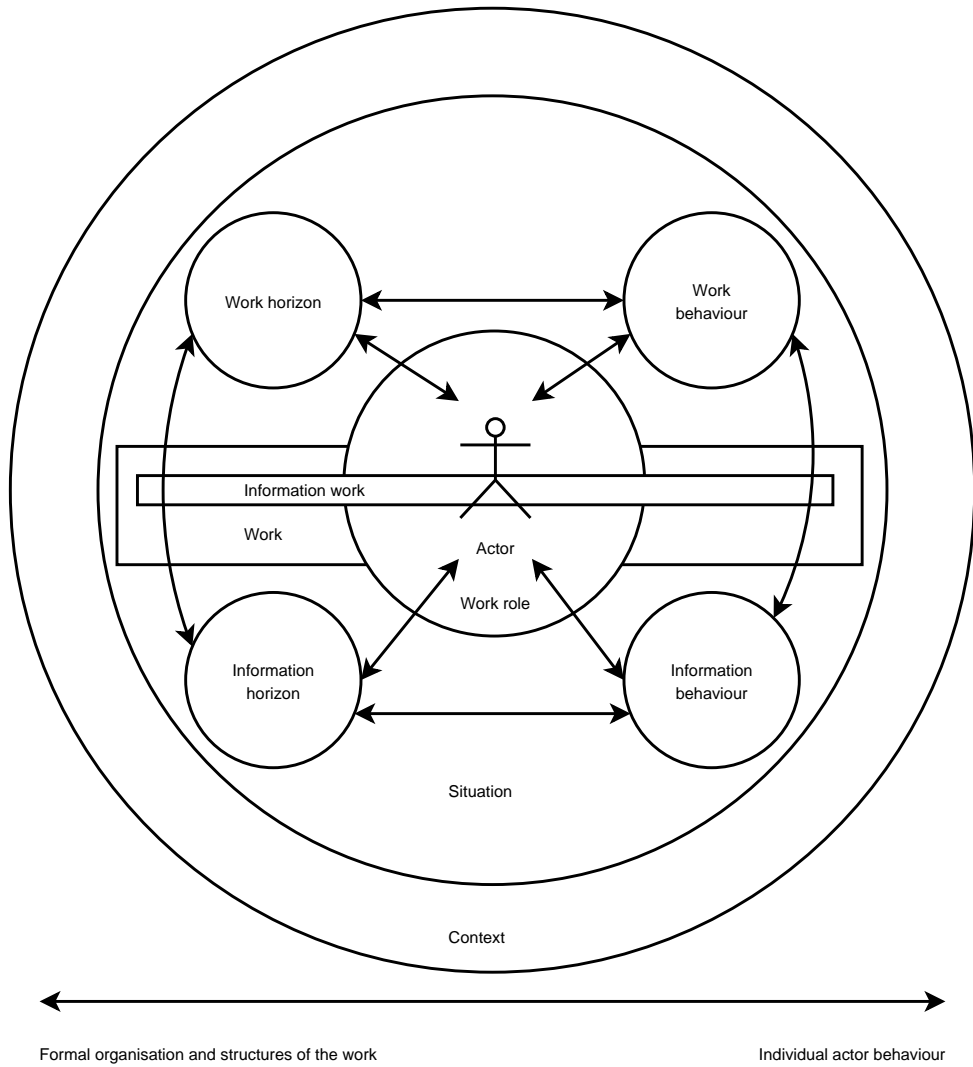 Work horizon
Work
behaviour
Information work
Work
Actor
Work role
Information
horizon
Information
behaviour
Situation
Context
Formal organisation and structures of the work
Individual actor behaviour